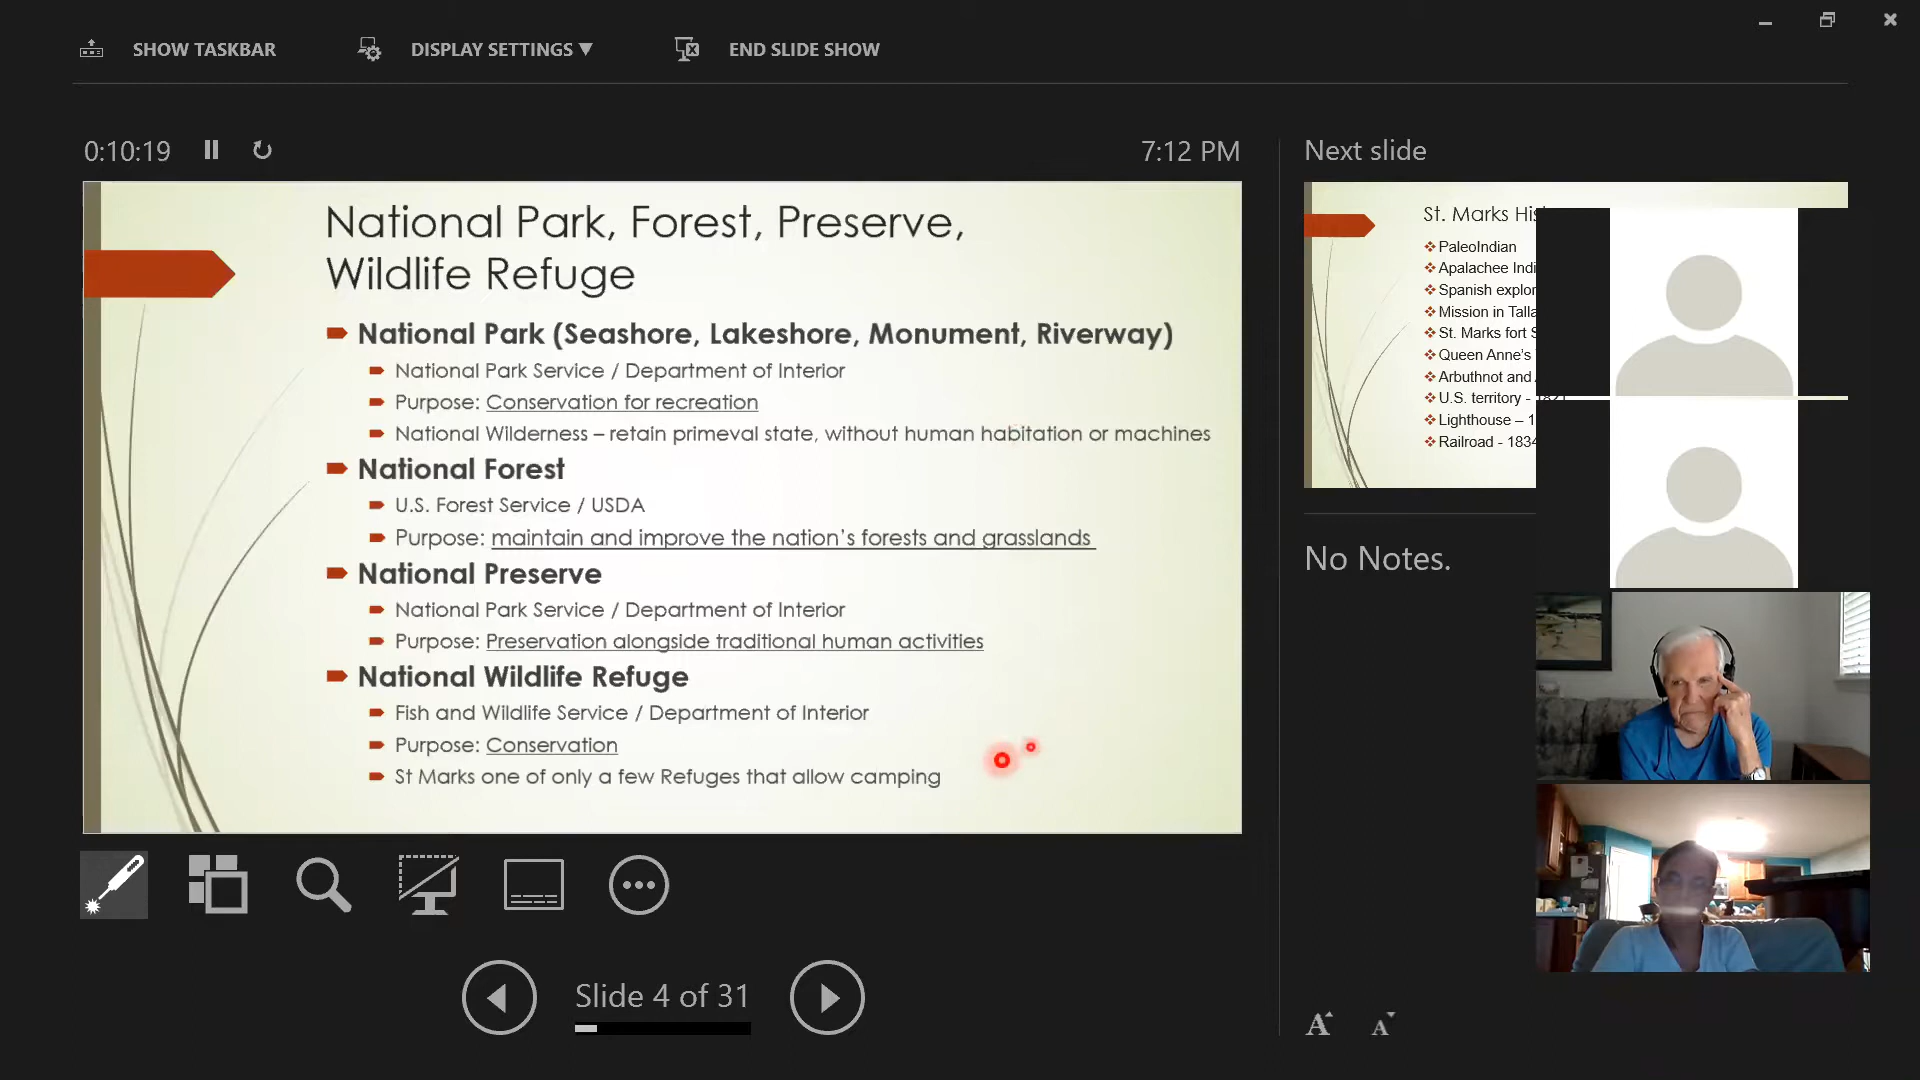 SHOW TASKBAR
DISPLAY SETTINGS ▼
END SLIDE SHOW
0:10:19
7:12 PM
National Park, Forest, Preserve,
Wildlife Refuge
National Park (Seashore, Lakeshore, Monument, Riverway)
National Park Service / Department of Interior
Purpose: Conservation for recreation
National Wilderness – retain primeval state, without human habitation or machines
National Forest
U.S. Forest Service / USDA
Purpose: maintain and improve the nation’s forests and grasslands
National Preserve
National Park Service / Department of Interior
Purpose: Preservation alongside traditional human activities
National Wildlife Refuge
Fish and Wildlife Service / Department of Interior
Purpose: Conservation
St Marks one of only a few Refuges that allow camping
Slide 4 of 31
Next slide
St. Marks
PaleoIndian
Apalachee
Spanish
Mission in
St. Marks fort
Queen Anne’s
Arbuthnot and
U.S. territory - 1821
Lighthouse –
Railroad - 1834
No Notes.
A A